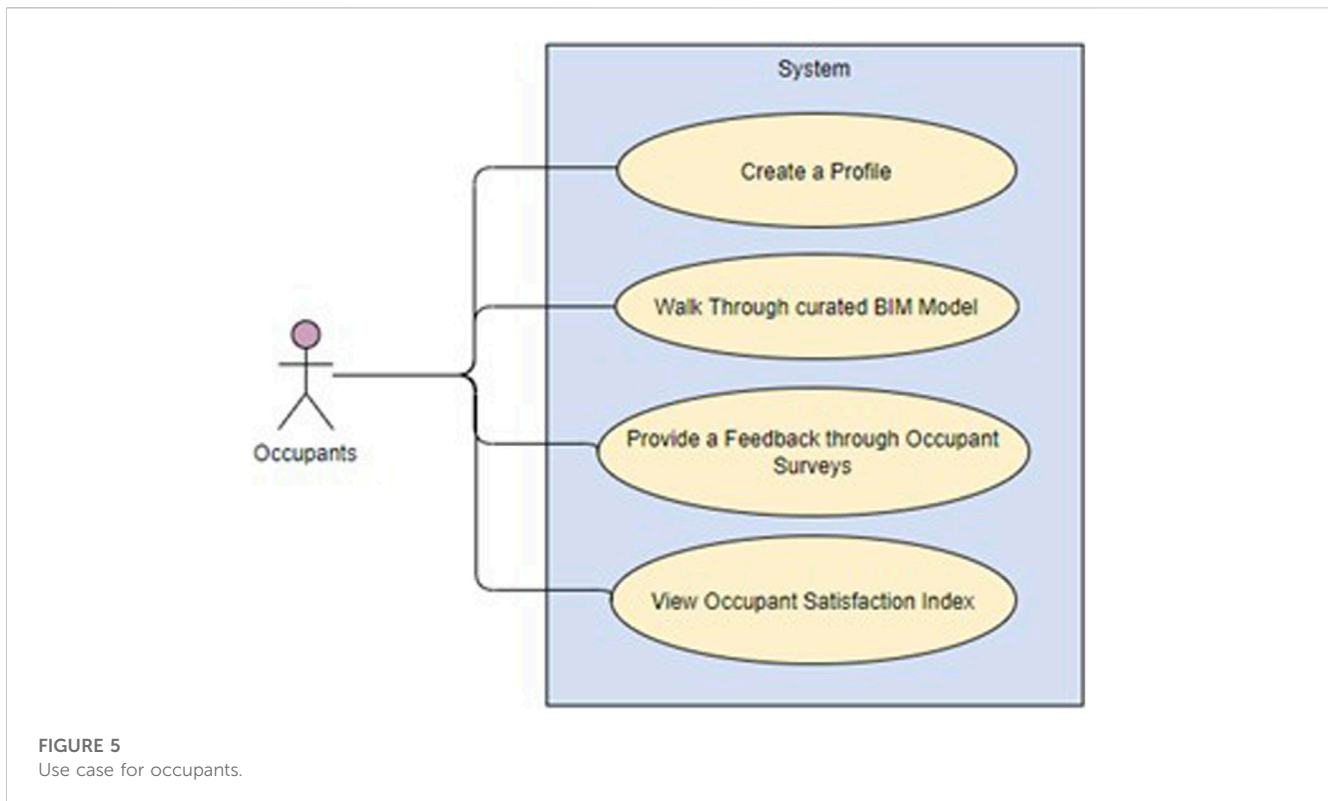 System
Create a Profile
Walk Through curated BIM Model
Provide a Feedback through Occupant
Surveys
Occupants
View Occupant Satisfaction Index
FIGURE 5
Use case for occupants.